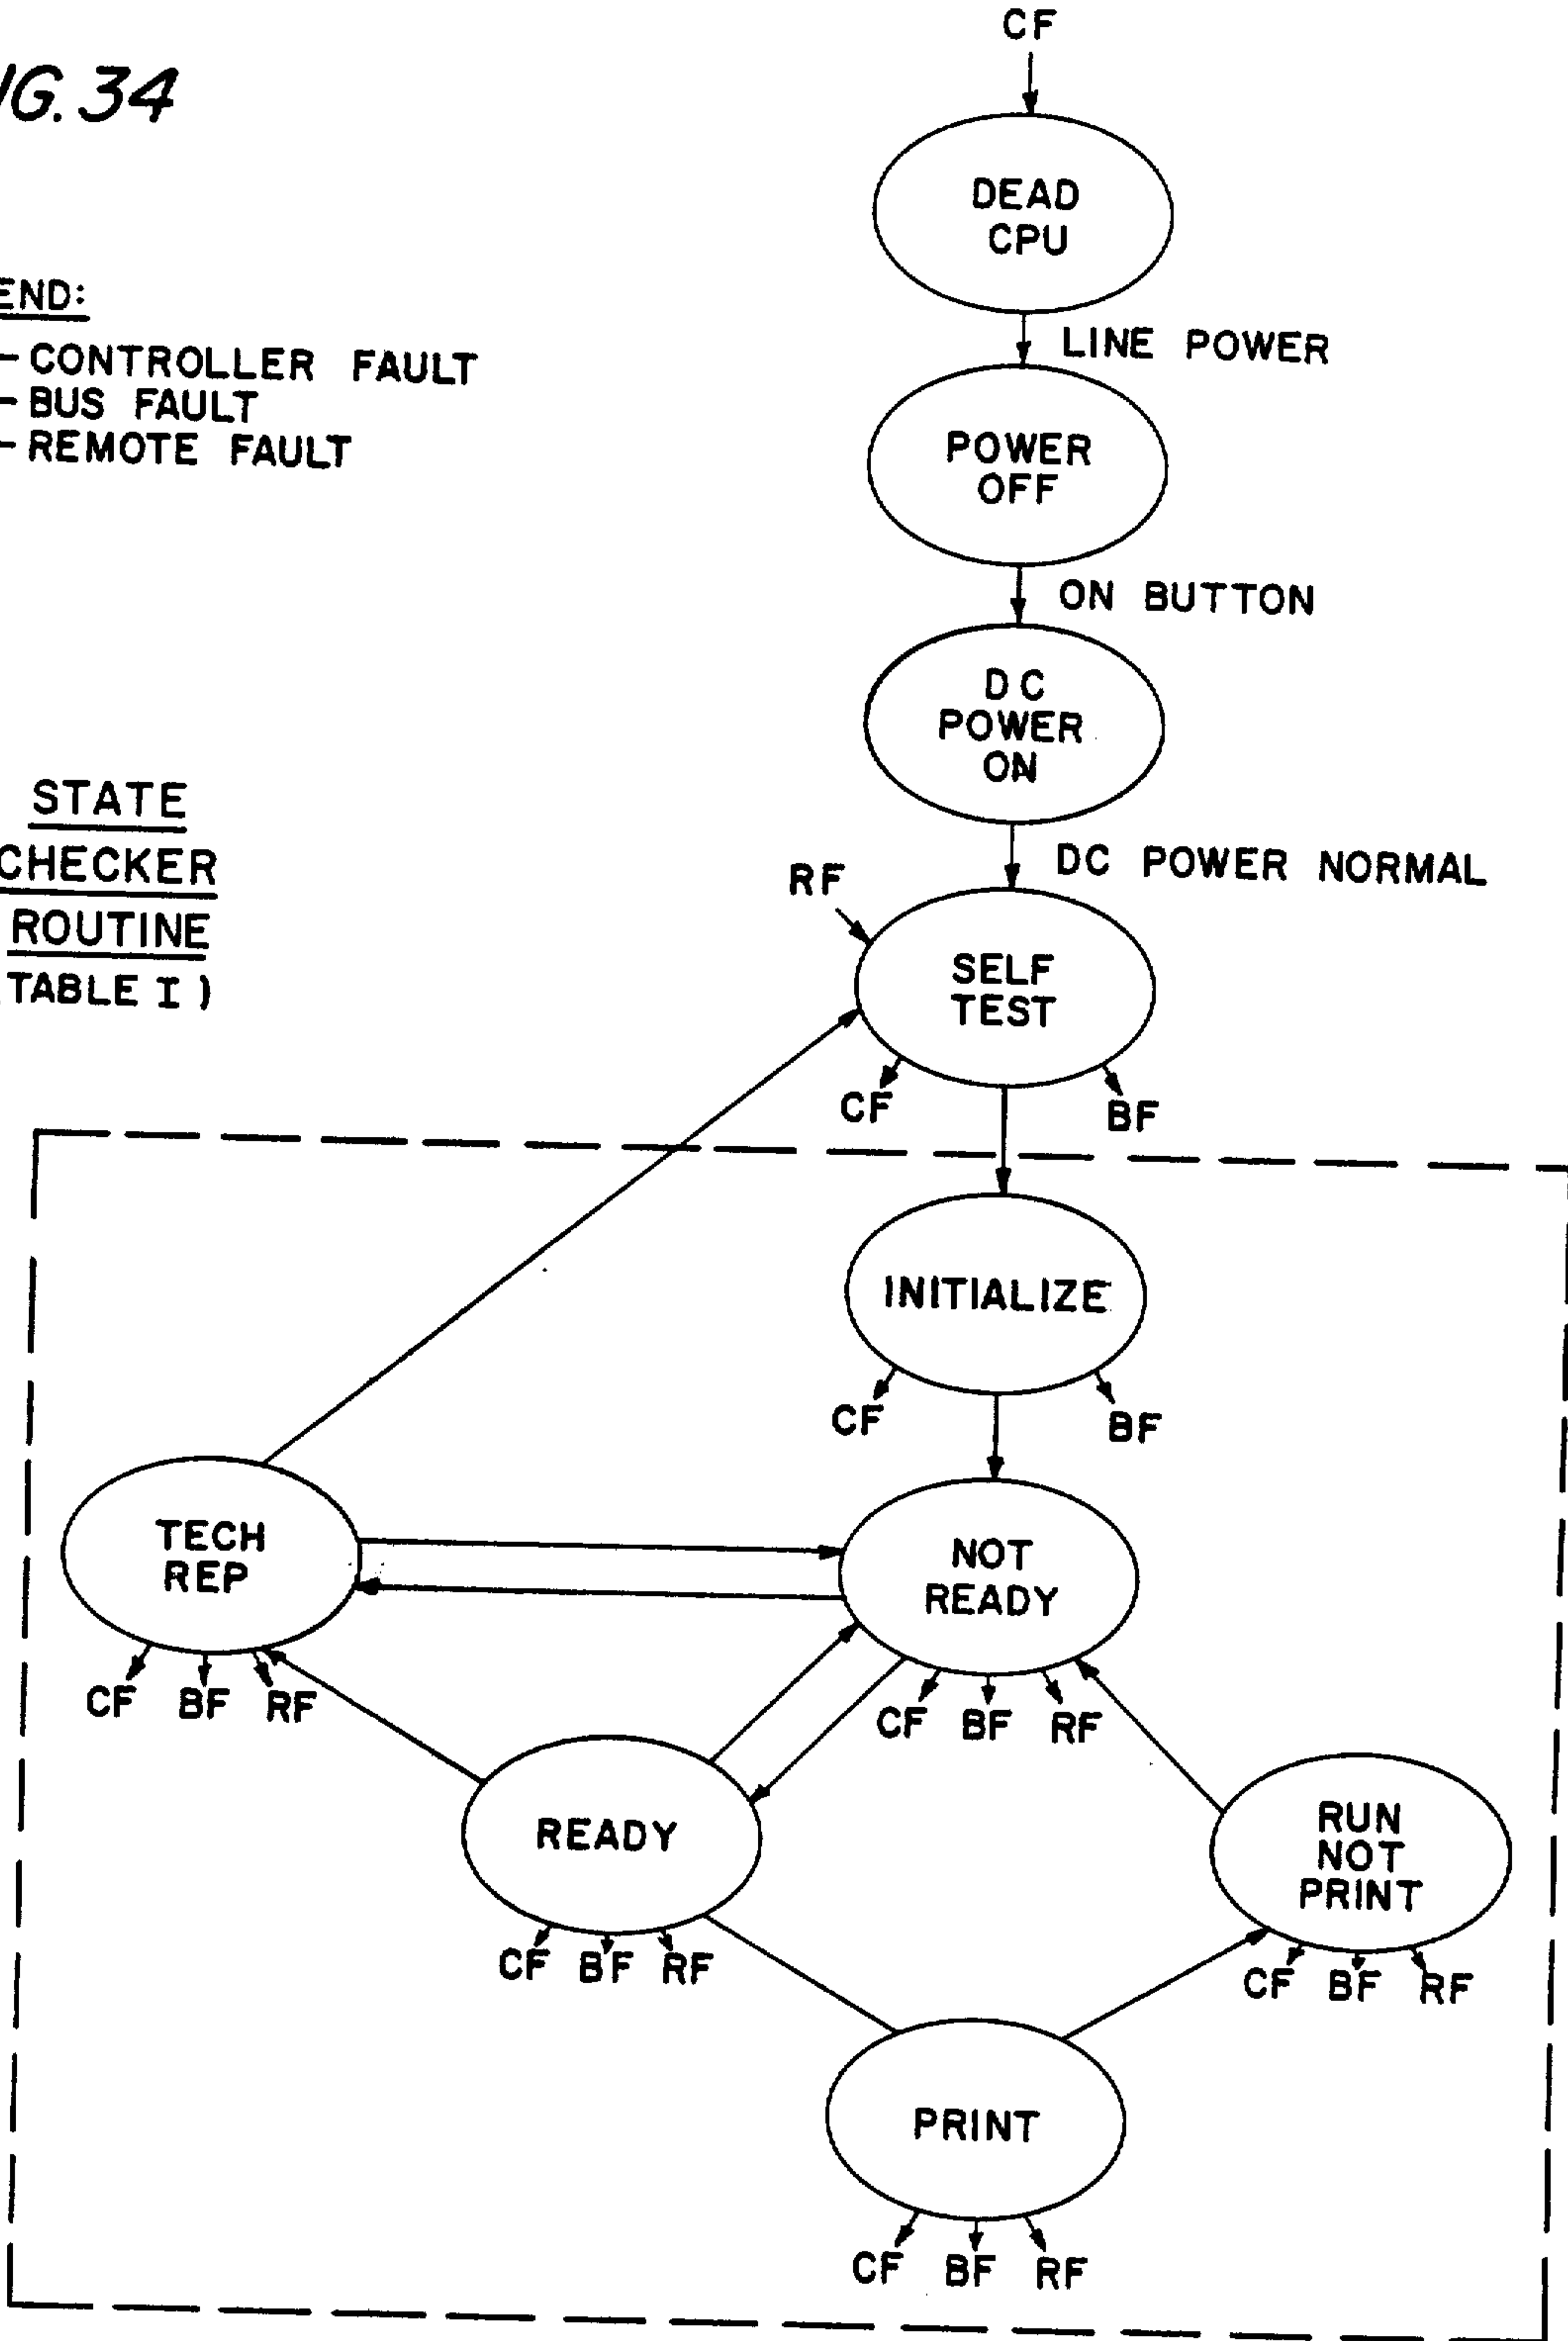 CF
IG. 34
DEAD
CPU
END:
- CONTROLLER FAULT
- BUS FAULT
- REMOTE FAULT
LINE POWER
POWER
OFF
ON BUTTON
DC
POWER
ON
STATE
CHECKER
ROUTINE
TABLE I )
DC POWER NORMAL
RF
SELF
TEST
CF
BF
INITIALIZE
CF
BF
TECH
REP
NOT
READY
CF BF RF
CF BF RF
READY
RUN
NOT
PRINT
CF BF RF
CF BF RF
PRINT
CF BF RF